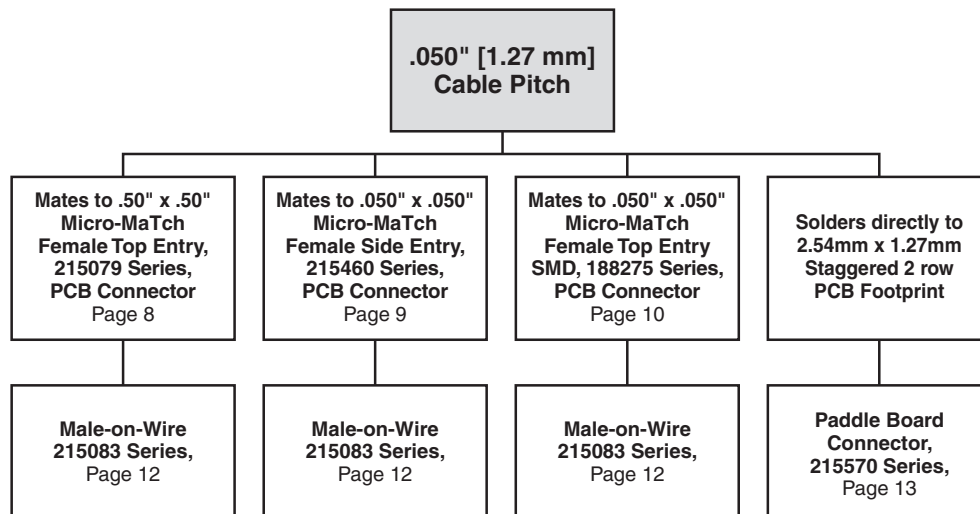 .050" [1.27 mm]
Cable Pitch
Mates to .50" x .50"
Micro-MaTch
Female Top Entry,
215079 Series,
PCB Connector
Page 8
Mates to .050" x .050"
Micro-MaTch
Female Side Entry,
215460 Series,
PCB Connector
Page 9
Mates to .050" x .050"
Micro-MaTch
Female Top Entry
SMD, 188275 Series,
PCB Connector
Page 10
Solders directly to
2.54mm x 1.27mm
Staggered 2 row
PCB Footprint
Male-on-Wire
215083 Series,
Page 12
Male-on-Wire
215083 Series,
Page 12
Male-on-Wire
215083 Series,
Page 12
Paddle Board
Connector,
215570 Series,
Page 13